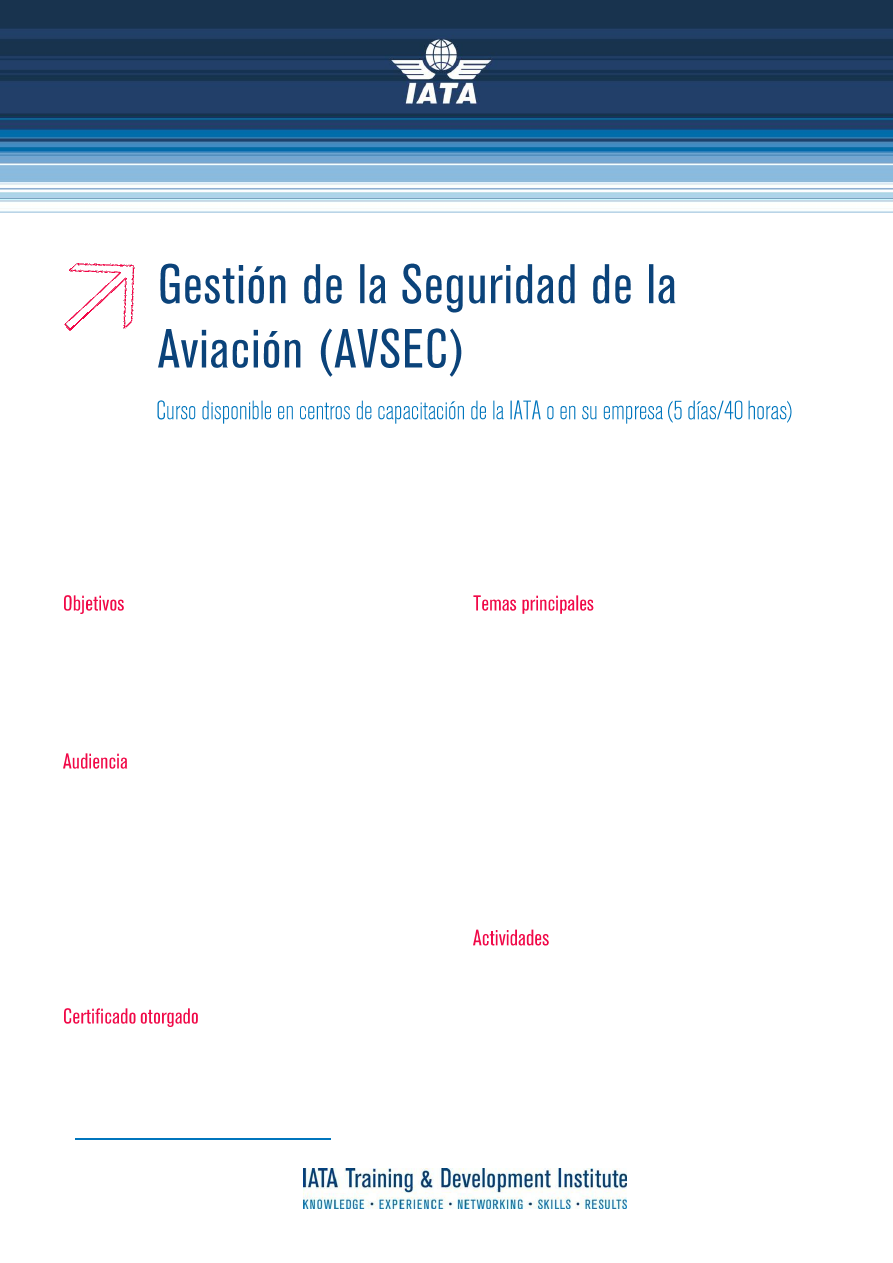 IATA
Gestión de la Seguridad de la
Aviación (AVSEC)
Curso disponible en centros de capacitación de la IATA o en su empresa (5 días/40 horas)
Objetivos
Temas principales
Audiencia
Actividades
Certificado otorgado
IATA Training & Development Institute
KNOWLEDGE • EXPERIENCE • NETWORKING • SKILLS • RESULTS